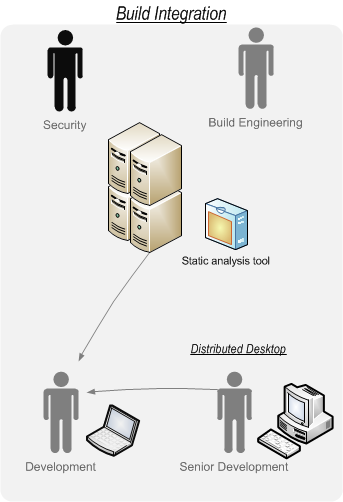 Build Integration
Security
Build Engineering
Static analysis tool
Distributed Desktop
Development
Senior Development